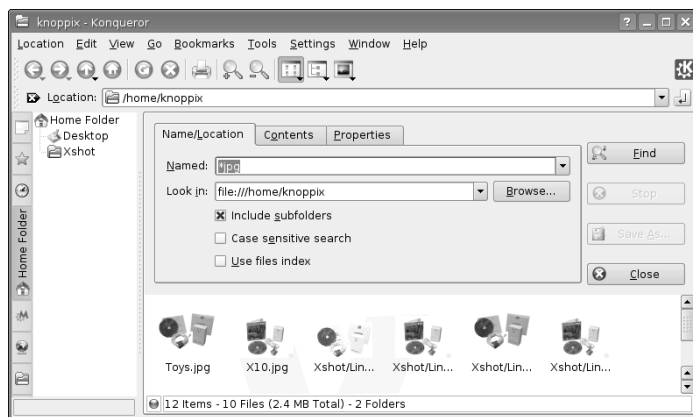 knoppix - Konqueror
Location Edit View Go Bookmarks Tools Settings Window Help
Location: /home/knoppix
Home Folder
Desktop
Xshot
Home Folder
Name/Location Contents Properties
Named: *jpg
Look in: file:///home/knoppix Browse...
Include subfolders
Case sensitive search
Use files index
Find
Stop
Save As...
Close
Toys.jpg X10.jpg Xshot/Lin... Xshot/Lin... Xshot/Lin... Xshot/Lin...
12 Items - 10 Files (2.4 MB Total) - 2 Folders